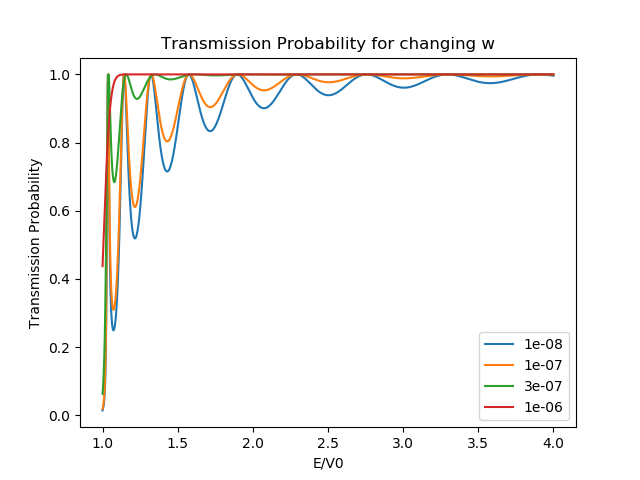 Transmission Probability for changing w
Transmission Probability
1.0
0.8
0.6
0.4
0.2
0.0
1e-08
1e-07
3e-07
1e-06
1.0 1.5 2.0 2.5 3.0 3.5 4.0
E/V0